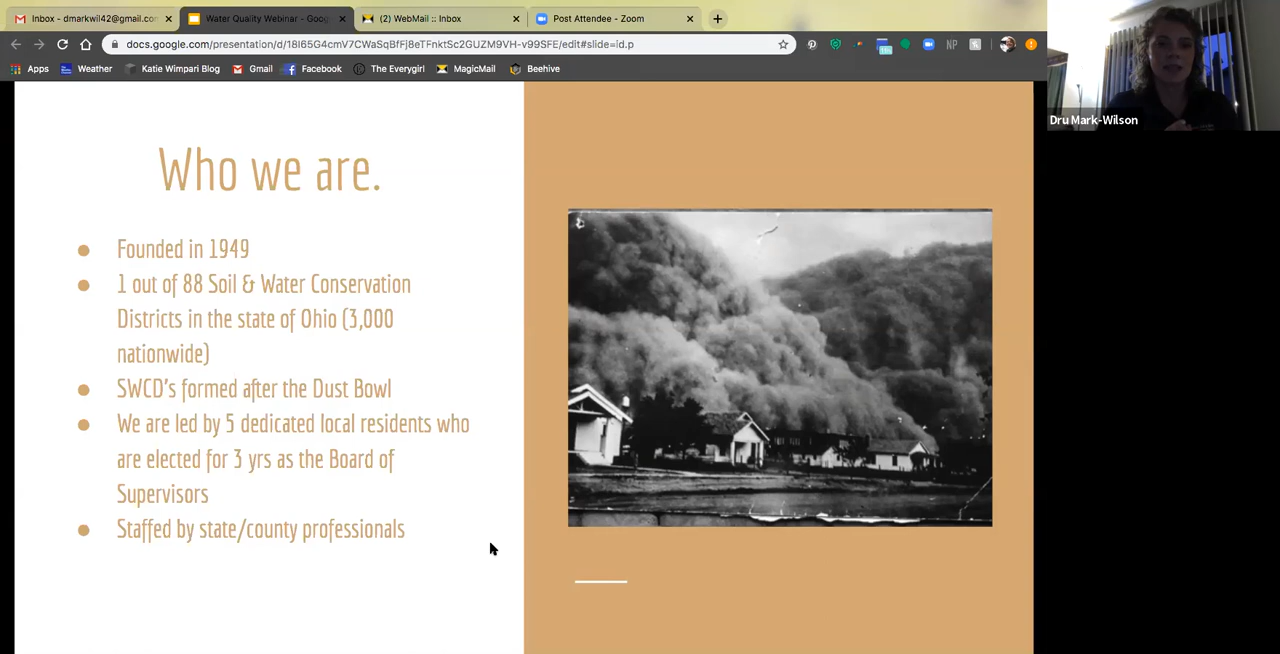 Inbox - dmarkwil42@gmail.co
Water Quality Webinar - Goog
(2) WebMail :: Inbox
Post Attendee - Zoom
docs.google.com/presentation/d/18I65G4cmV7CWaSqBfFj8eTFnktSc2GUZM9VH-v99SFE/edit#slide=id.p
NP
Apps
Weather
Katie Wimpari Blog
Gmail
Facebook
The Everygirl
MagicMail
Beehive
Dru Mark-Wilson
Who we are.
● Founded in 1949
● 1 out of 88 Soil & Water Conservation
Districts in the state of Ohio (3,000
nationwide)
● SWCD's formed after the Dust Bowl
● We are led by 5 dedicated local residents who
are elected for 3 yrs as the Board of
Supervisors
● Staffed by state/county professionals